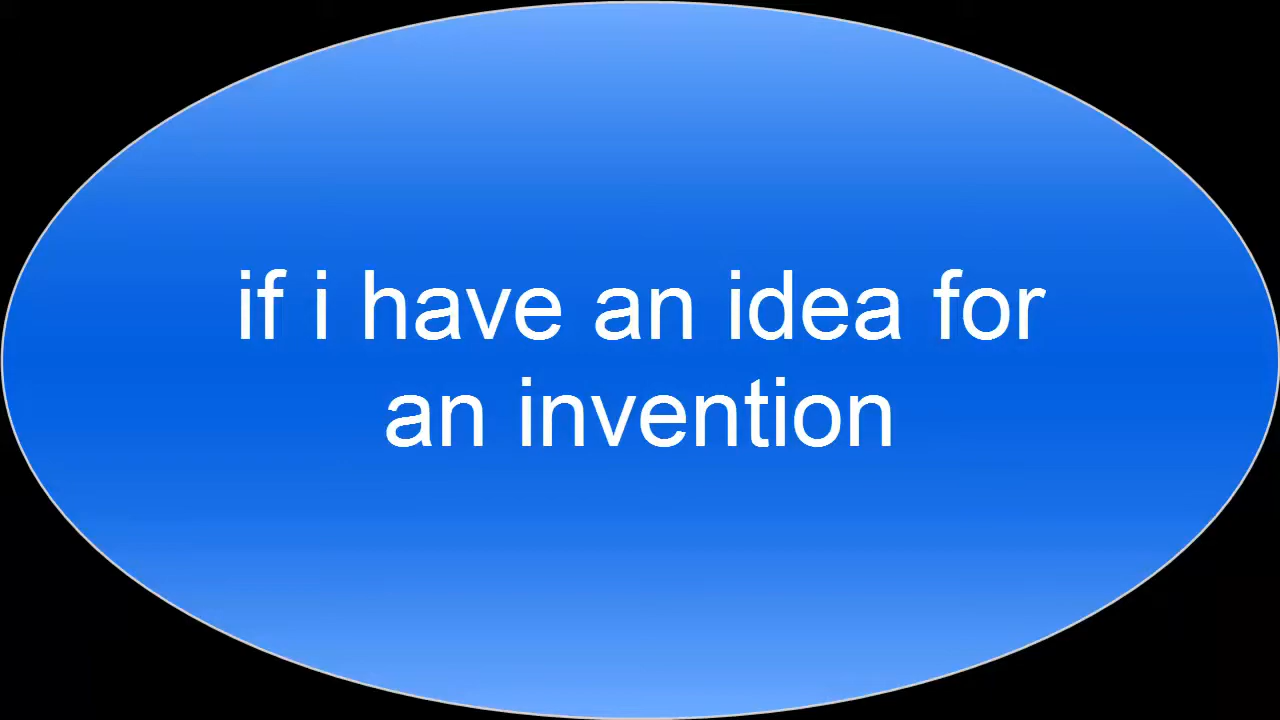 if i have an idea for
an invention